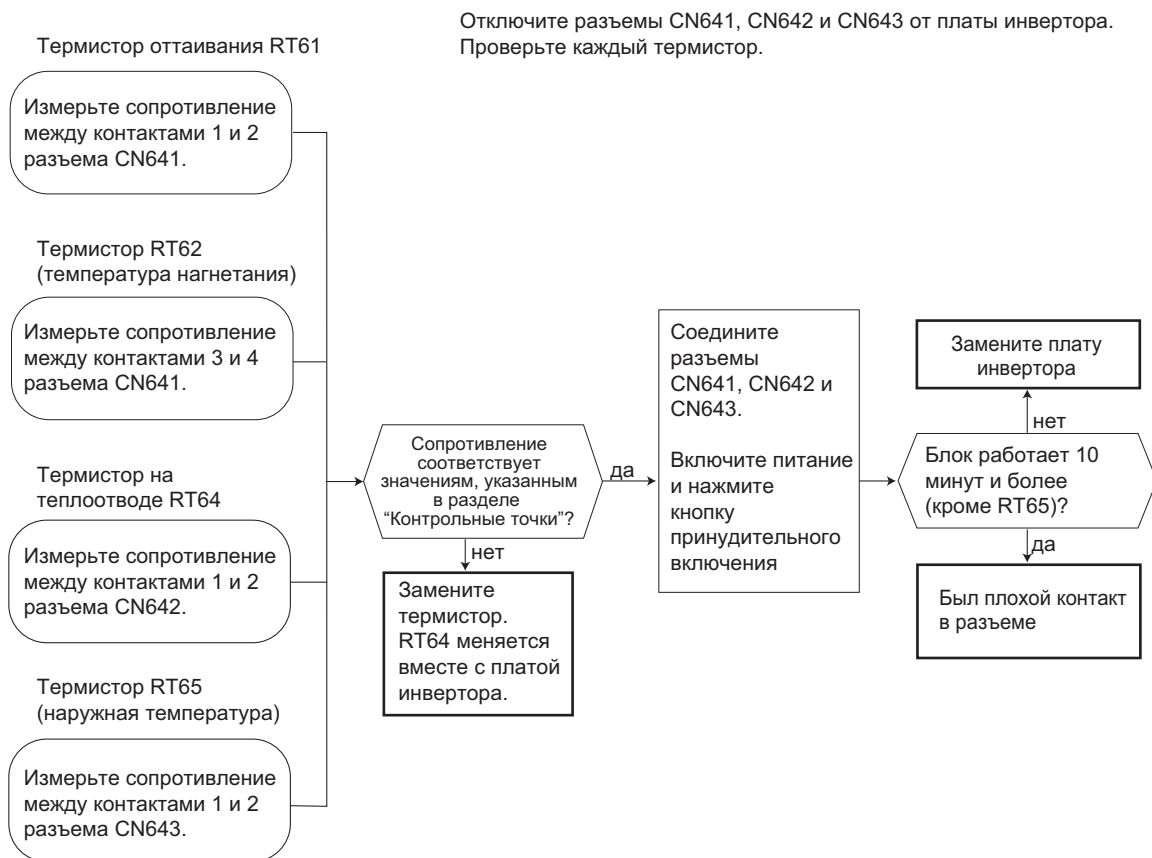 Отключите разъемы CN641, CN642 и CN643 от платы инвертора.
Проверьте каждый термистор.
Термистор оттаивания RT61
Измерьте сопротивление
между контактами 1 и 2
разъема CN641.
Термистор RT62
(температура нагнетания)
Измерьте сопротивление
между контактами 3 и 4
разъема CN641.
Термистор на
теплоотводе RT64
Измерьте сопротивление
между контактами 1 и 2
разъема CN642.
Термистор RT65
(наружная температура)
Измерьте сопротивление
между контактами 1 и 2
разъема CN643.
Сопротивление
соответствует
значениям, указанным
в разделе
“Контрольные точки”?
да
нет
Замените
термистор.
RT64 меняется
вместе с платой
инвертора.
Соедините
разъемы
CN641, CN642 и
CN643.
Включите питание
и нажмите
кнопку
принудительного
включения
Замените плату
инвертора
нет
Блок работает 10
минут и более
(кроме RT65)?
да
Был плохой контакт
в разъеме